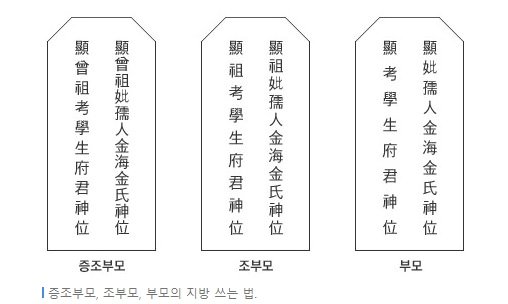 顯曾祖考學生府君神位
顯曾祖妣孺人金海金氏神位
증조부모
顯祖考學生府君神位
顯祖妣孺人金海金氏神位
조부모
顯考學生府君神位
顯妣孺人金海金氏神位
부모
증조부모, 조부모, 부모의 지방 쓰는 법.